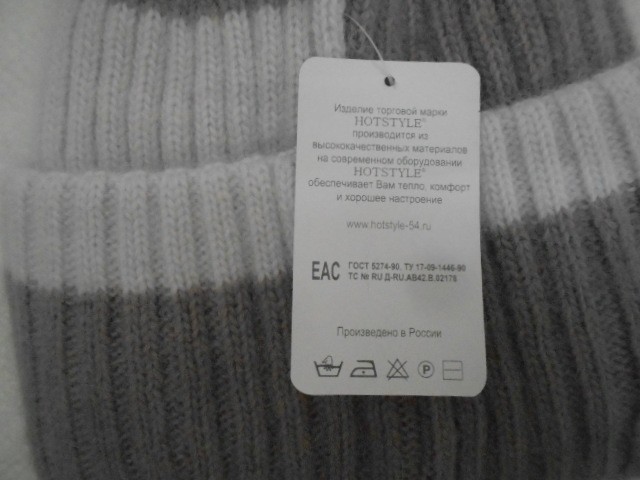 Изделие торговой марки
HOTSTYLE®
производится из
высококачественных материалов
на современном оборудовании
HOTSTYLE®
обеспечивает Вам тепло, комфорт
и хорошее настроение
www.hotstyle-54.ru
EAC ГОСТ 5274-90, ТУ 17-09-1446-90
ТС № RU Д-RU.АВ42.В.02178
Произведено в России
P